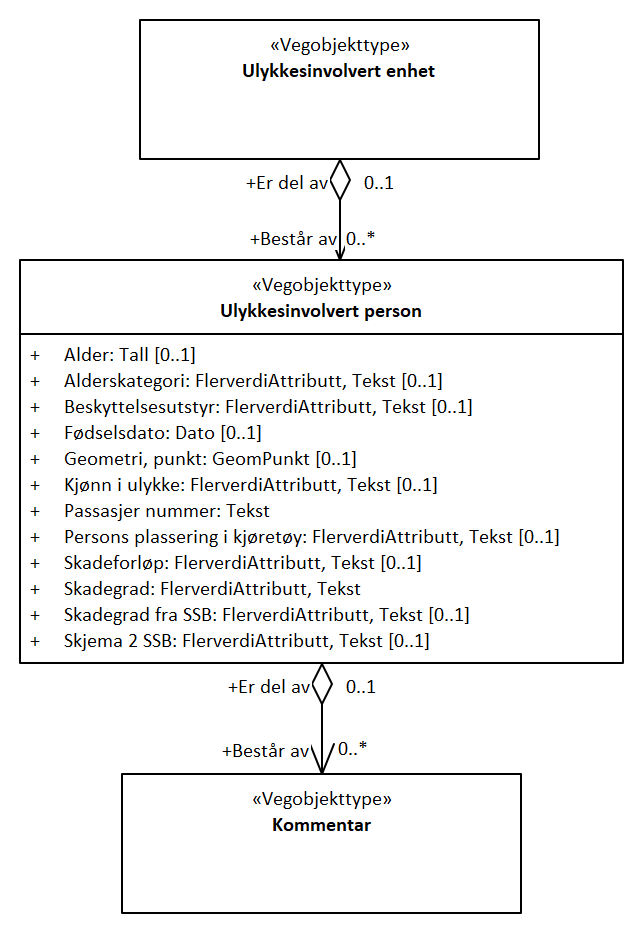 «Vegobjekttype»
Ulykkesinvolvert enhet
+Er del av 0..1
+Består av 0..*
«Vegobjekttype»
Ulykkesinvolvert person
+ Alder: Tall [0..1]
+ Alderskategori: FlerverdiAttributt, Tekst [0..1]
+ Beskyttelsesutstyr: FlerverdiAttributt, Tekst [0..1]
+ Fødselsdato: Dato [0..1]
+ Geometri, punkt: GeomPunkt [0..1]
+ Kjønn i ulykke: FlerverdiAttributt, Tekst [0..1]
+ Passasjer nummer: Tekst
+ Persons plassering i kjøretøy: FlerverdiAttributt, Tekst [0..1]
+ Skadeforløp: FlerverdiAttributt, Tekst [0..1]
+ Skadegrad: FlerverdiAttributt, Tekst
+ Skadegrad fra SSB: FlerverdiAttributt, Tekst [0..1]
+ Skjema 2 SSB: FlerverdiAttributt, Tekst [0..1]
+Er del av 0..1
+Består av 0..*
«Vegobjekttype»
Kommentar